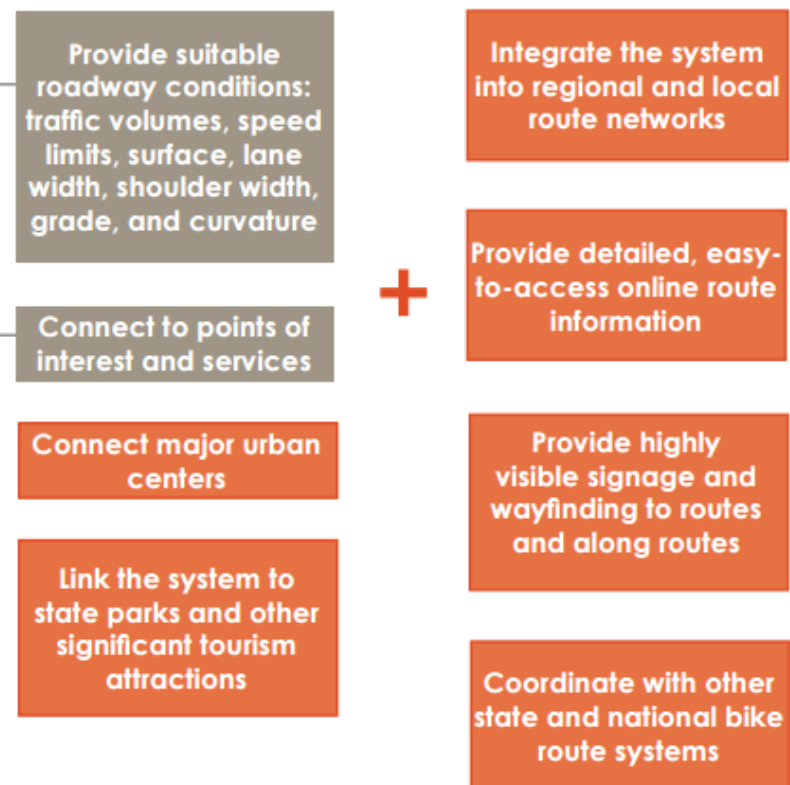 Provide suitable
roadway conditions:
traffic volumes, speed
limits, surface, lane
width, shoulder width,
grade, and curvature
Connect to points of
interest and services
Connect major urban
centers
Link the system to
state parks and other
significant tourism
attractions
+
Integrate the system
into regional and local
route networks
Provide detailed, easy-
to-access online route
information
Provide highly
visible signage and
wayfinding to routes
and along routes
Coordinate with other
state and national bike
route systems